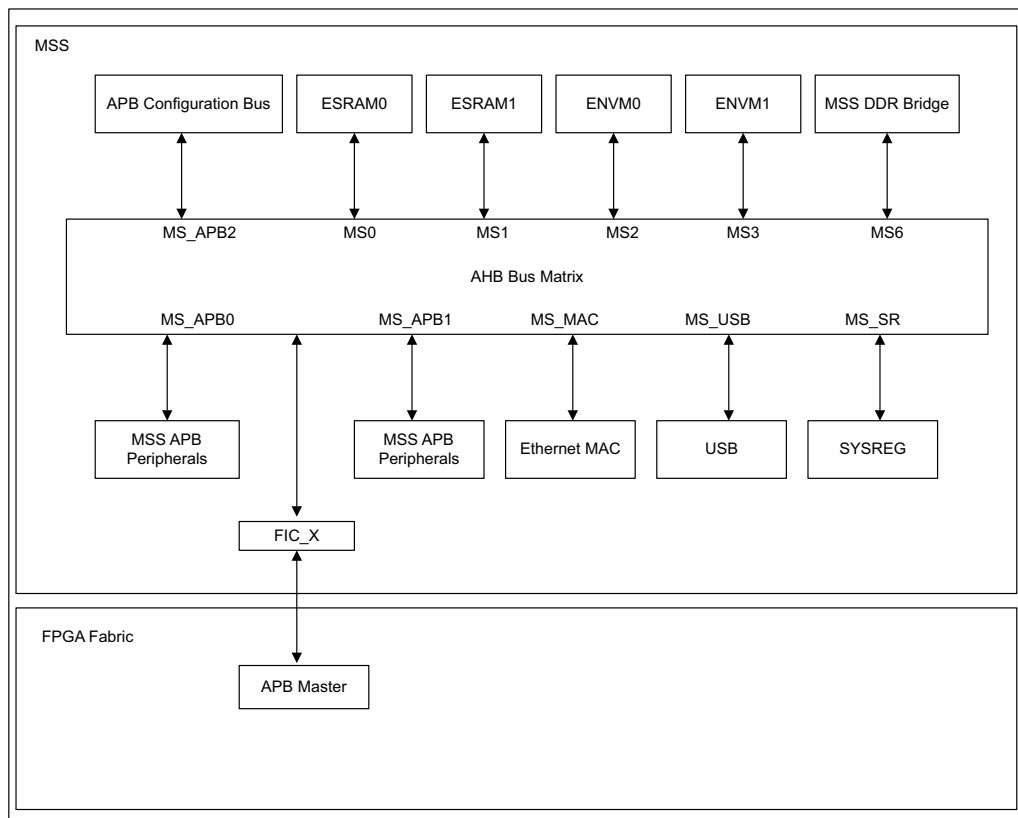 MSS
APB Configuration Bus
ESRAM0
ESRAM1
ENVM0
ENVM1
MSS DDR Bridge
MS_APB2
MS0
MS1
MS2
MS3
MS6
AHB Bus Matrix
MS_APB0
MS_APB1
MS_MAC
MS_USB
MS_SR
MSS APB
Peripherals
MSS APB
Peripherals
Ethernet MAC
USB
SYSREG
FIC_X
FPGA Fabric
APB Master